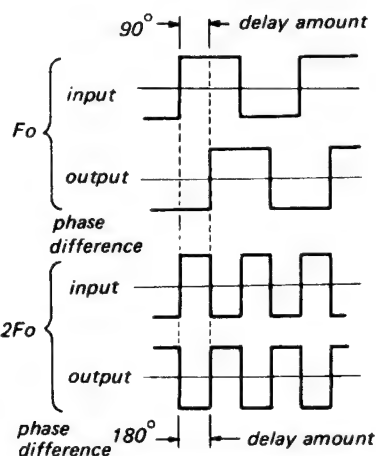 90° delay amount
input
Fo
output
phase
difference
input
2Fo
output
phase
difference 180° delay amount